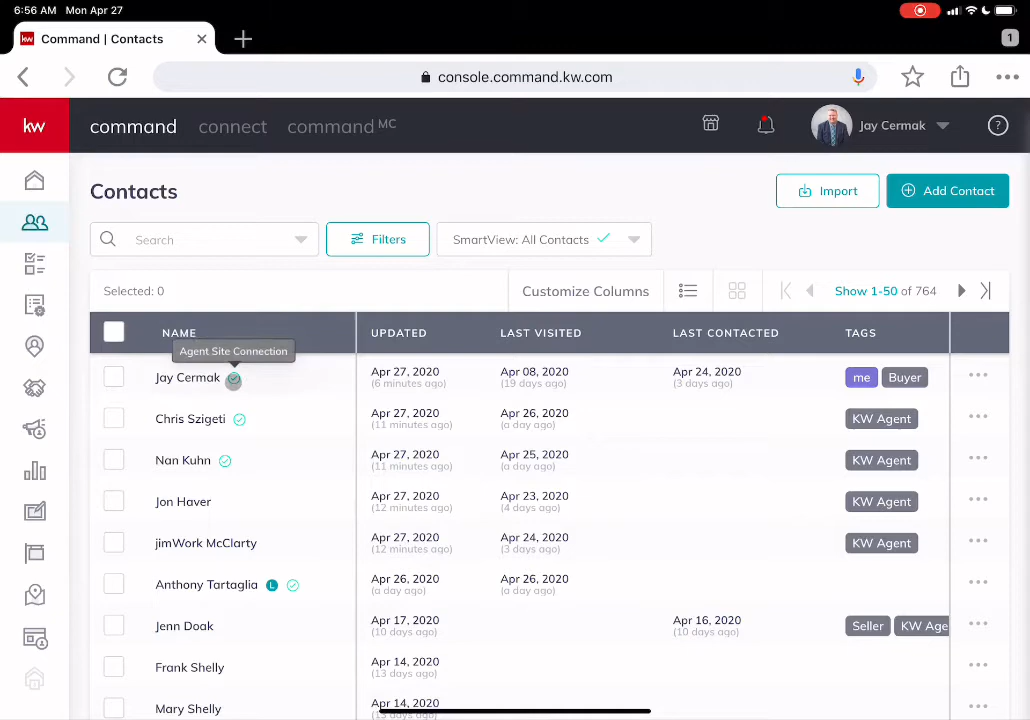 6:56 AM Mon Apr 27
kw Command | Contacts
1
console.command.kw.com
kw command connect command MC Jay Cermak ?
Contacts
Import
Add Contact
Search
Filters
SmartView: All Contacts
Selected: 0
Customize Columns
Show 1-50 of 764
NAME UPDATED LAST VISITED LAST CONTACTED TAGS
Agent Site Connection
Jay Cermak Apr 27, 2020 Apr 08, 2020 Apr 24, 2020 me Buyer
(6 minutes ago) (19 days ago) (3 days ago)
Chris Szigeti Apr 27, 2020 Apr 26, 2020 KW Agent
(11 minutes ago) (a day ago)
Nan Kuhn Apr 27, 2020 Apr 25, 2020 KW Agent
(11 minutes ago) (a day ago)
Jon Haver Apr 27, 2020 Apr 23, 2020 KW Agent
(12 minutes ago) (4 days ago)
jimWork McClarty Apr 27, 2020 Apr 24, 2020 KW Agent
(12 minutes ago) (3 days ago)
Anthony Tartaglia L Apr 26, 2020 Apr 26, 2020
(a day ago) (a day ago)
Jenn Doak Apr 17, 2020 Apr 16, 2020 Seller KW Age
(10 days ago) (10 days ago)
Frank Shelly Apr 14, 2020
(13 days ago)
Mary Shelly Apr 14, 2020
(13 days ago)